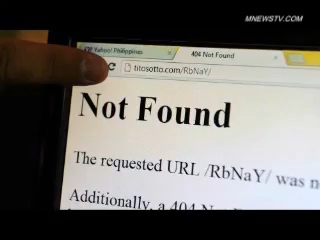 MNEWSTV.COM
Yahoo! Philippines
404 Not Found
titosotto.com/RbNaY/
Not Found
The requested URL /RbNaY/ was
Additionally, a 404 Not